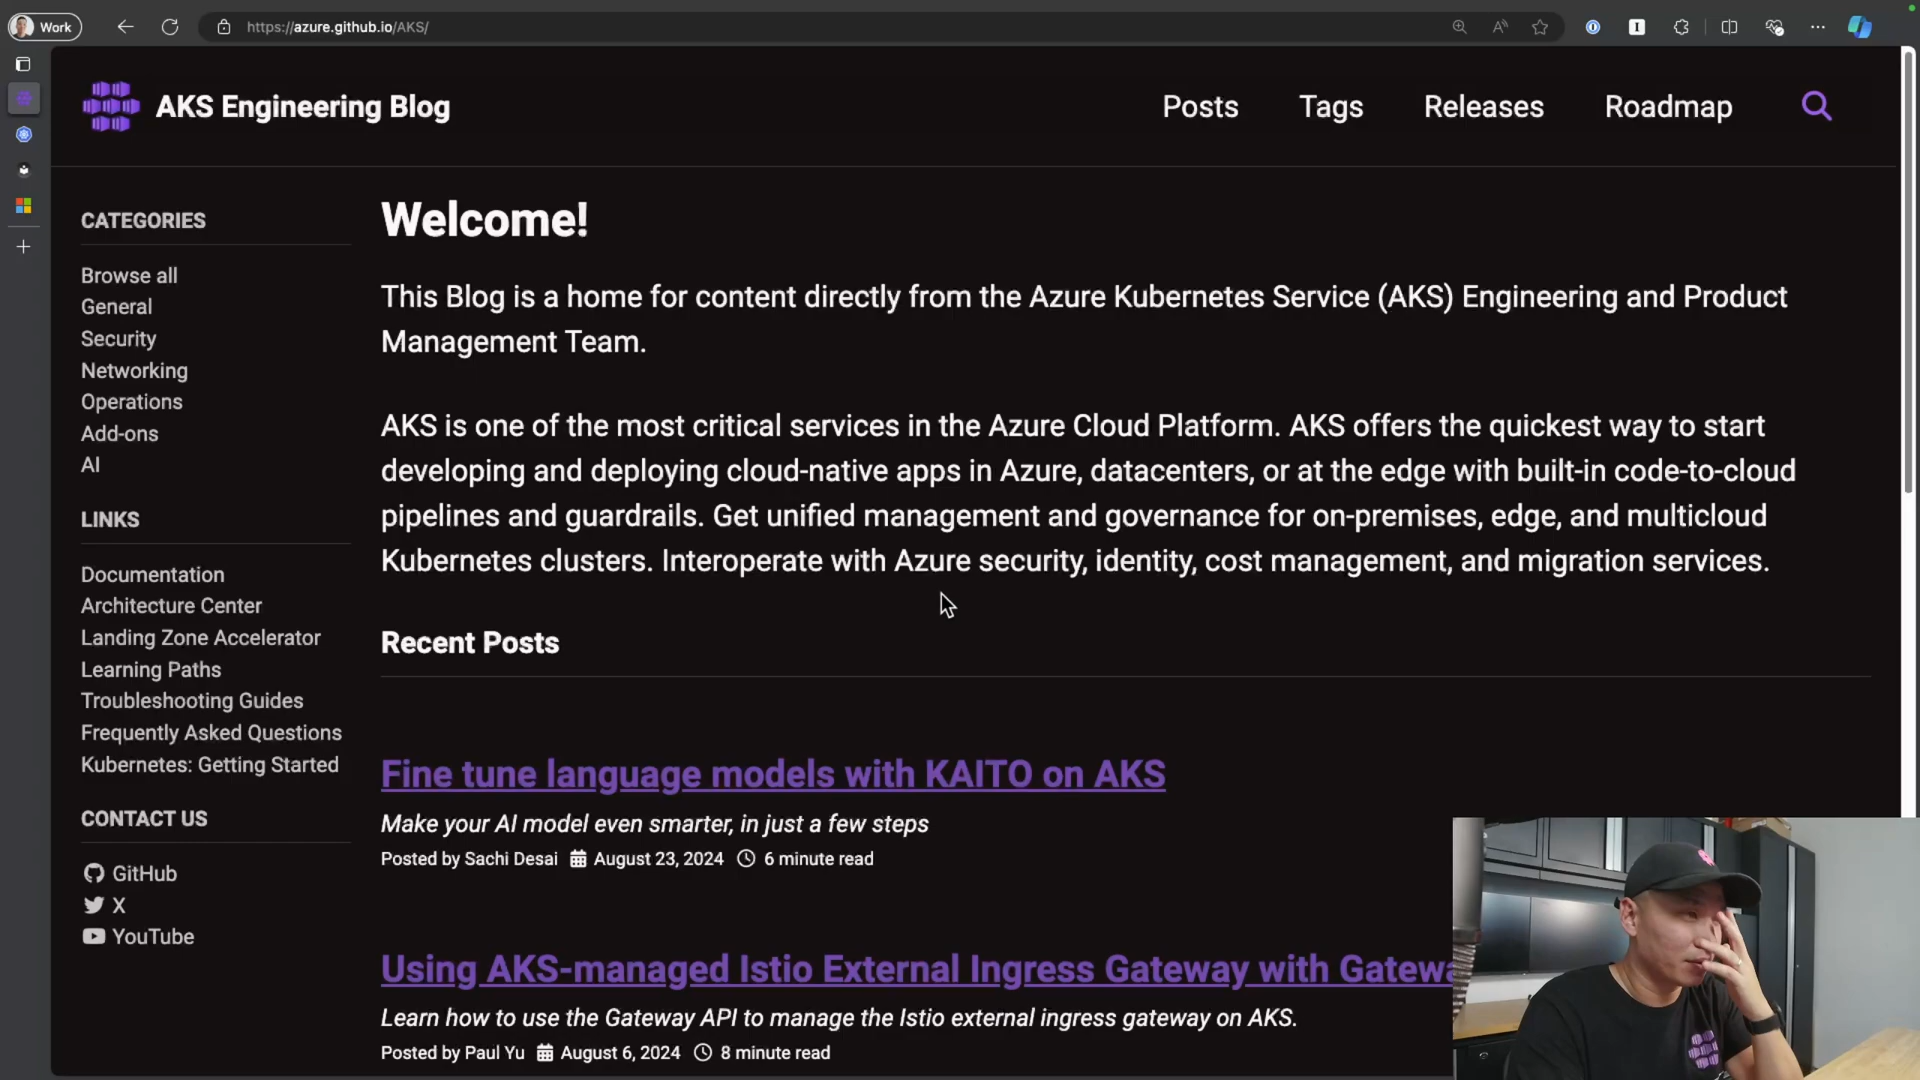 Work
https://azure.github.io/AKS/
AKS Engineering Blog
Posts
Tags
Releases
Roadmap
CATEGORIES
Browse all
General
Security
Networking
Operations
Add-ons
AI
LINKS
Documentation
Architecture Center
Landing Zone Accelerator
Learning Paths
Troubleshooting Guides
Frequently Asked Questions
Kubernetes: Getting Started
CONTACT US
GitHub
X
YouTube
Welcome!
This Blog is a home for content directly from the Azure Kubernetes Service (AKS) Engineering and Product
Management Team.
AKS is one of the most critical services in the Azure Cloud Platform. AKS offers the quickest way to start
developing and deploying cloud-native apps in Azure, datacenters, or at the edge with built-in code-to-cloud
pipelines and guardrails. Get unified management and governance for on-premises, edge, and multicloud
Kubernetes clusters. Interoperate with Azure security, identity, cost management, and migration services.
Recent Posts
Fine tune language models with KAITO on AKS
Make your AI model even smarter, in just a few steps
Posted by Sachi Desai August 23, 2024 6 minute read
Using AKS-managed Istio External Ingress Gateway with Gatewa
Learn how to use the Gateway API to manage the Istio external ingress gateway on AKS.
Posted by Paul Yu August 6, 2024 8 minute read